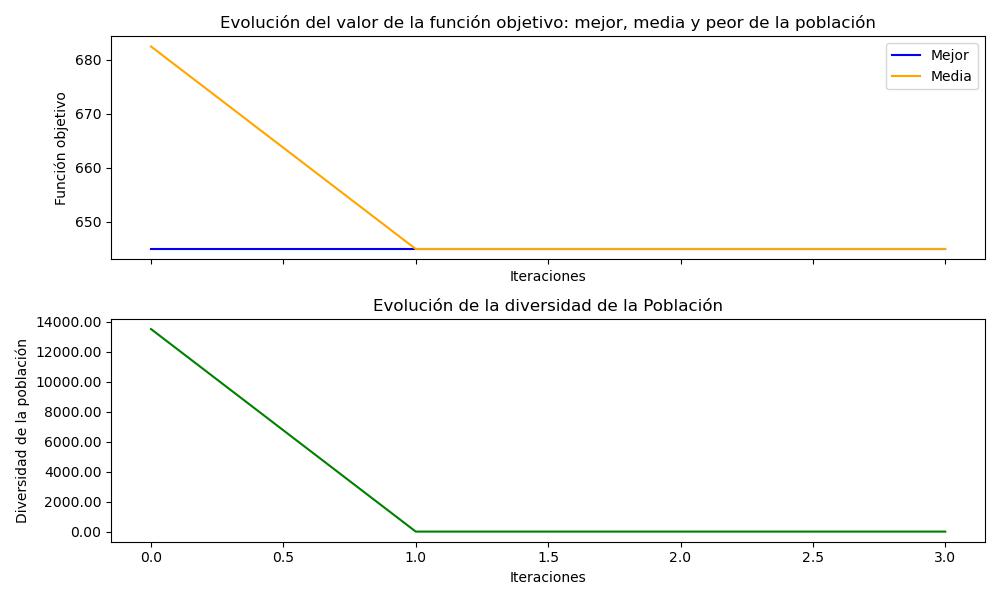 Evolución del valor de la función objetivo: mejor, media y peor de la población
Mejor
Media
680
670
660
650
Función objetivo
Iteraciones
Evolución de la diversidad de la Población
14000.00
12000.00
10000.00
8000.00
6000.00
4000.00
2000.00
0.00
Diversidad de la población
0.0 0.5 1.0 1.5 2.0 2.5 3.0
Iteraciones